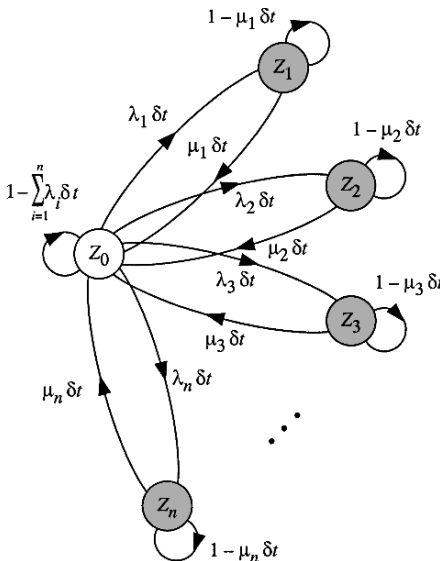 1 − μ₁ δt
Z₁
λ₁ δt
μ₁ δt
1 − μ₂ δt
1 − ∑ⁿᵢ₌₁ λᵢ δt
Z₂
λ₂ δt
Z₀
μ₂ δt
λ₃ δt
1 − μ₃ δt
Z₃
μ₃ δt
λₙ δt
μₙ δt
Zₙ
1 − μₙ δt